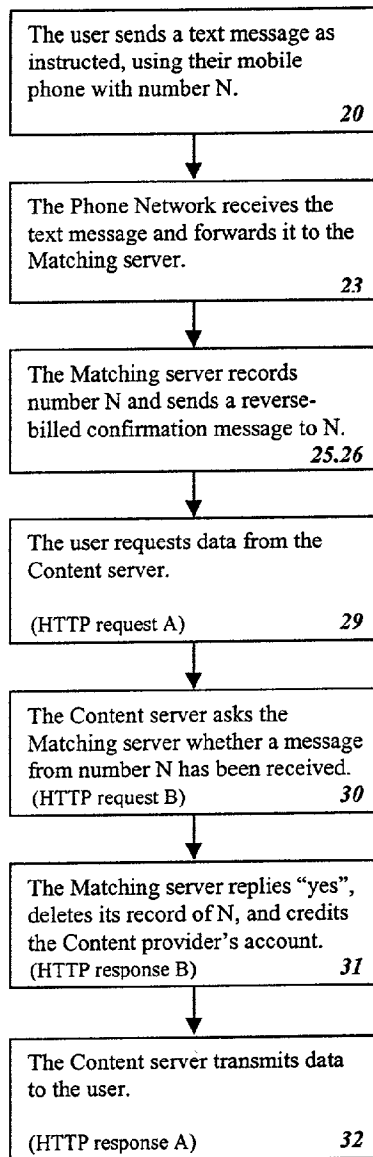 The user sends a text message as
instructed, using their mobile
phone with number N.
20
The Phone Network receives the
text message and forwards it to the
Matching server.
23
The Matching server records
number N and sends a reverse-
billed confirmation message to N.
25.26
The user requests data from the
Content server.
(HTTP request A) 29
The Content server asks the
Matching server whether a message
from number N has been received.
(HTTP request B) 30
The Matching server replies “yes”,
deletes its record of N, and credits
the Content provider’s account.
(HTTP response B) 31
The Content server transmits data
to the user.
(HTTP response A) 32